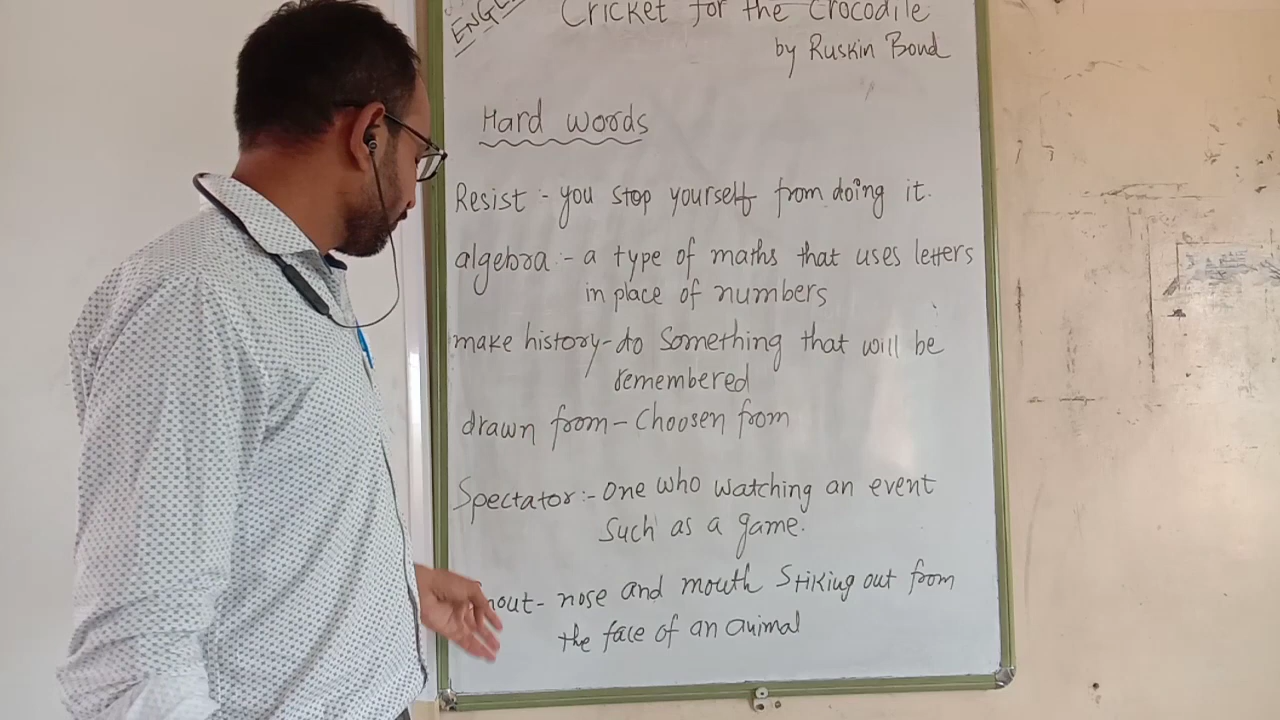 Cricket for the Crocodile
by Ruskin Bond
Hard words
Resist :- you stop yourself from doing it.
algebra :- a type of maths that uses letters
in place of numbers
make history - do something that will be
remembered
drawn from - Choosen from
Spectator :- One who watching an event
such as a game.
- nose and mouth Stiking out from
the face of an animal